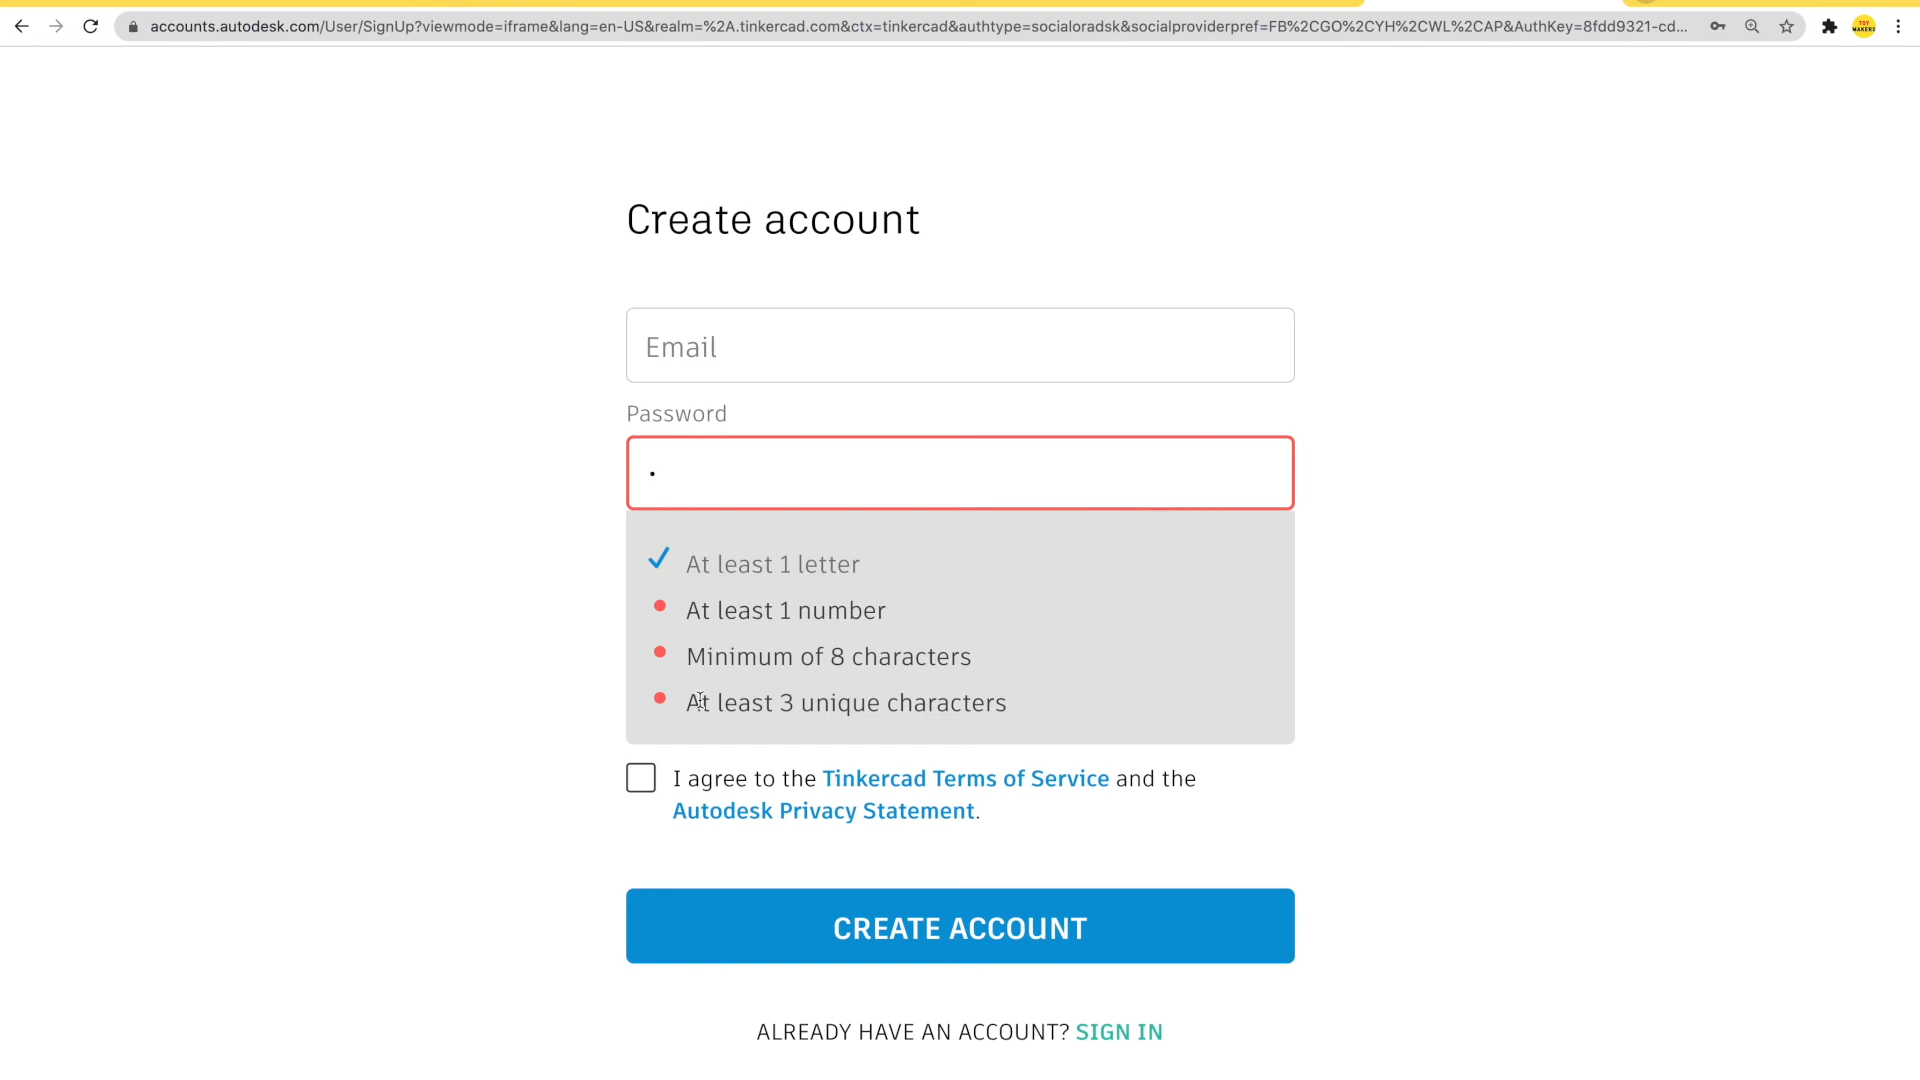 accounts.autodesk.com/User/SignUp?viewmode=iframe&lang=en-US&realm=%2A.tinkercad.com&ctx=tinkercad&authtype=socialoradsk&socialproviderpref=FB%2CGO%2CYH%2CWL%2CAP&AuthKey=8fdd9321-cd...
TOY
MAKERS
Create account
Email
Password
At least 1 letter
At least 1 number
Minimum of 8 characters
At least 3 unique characters
I agree to the Tinkercad Terms of Service and the
Autodesk Privacy Statement.
CREATE ACCOUNT
ALREADY HAVE AN ACCOUNT? SIGN IN